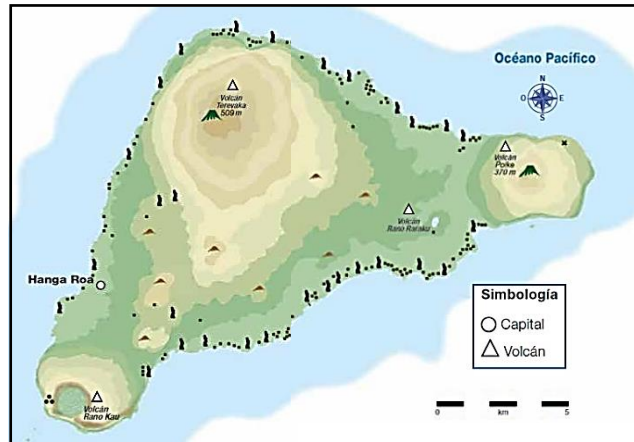 Océano Pacífico
N
O
E
S
Volcán
Terevaka
509 m
Volcán
Poike
370 m
Volcán
Rano Raraku
Hanga Roa
Simbología
Capital
Volcán
Volcán
Rano Kau
0
km
5